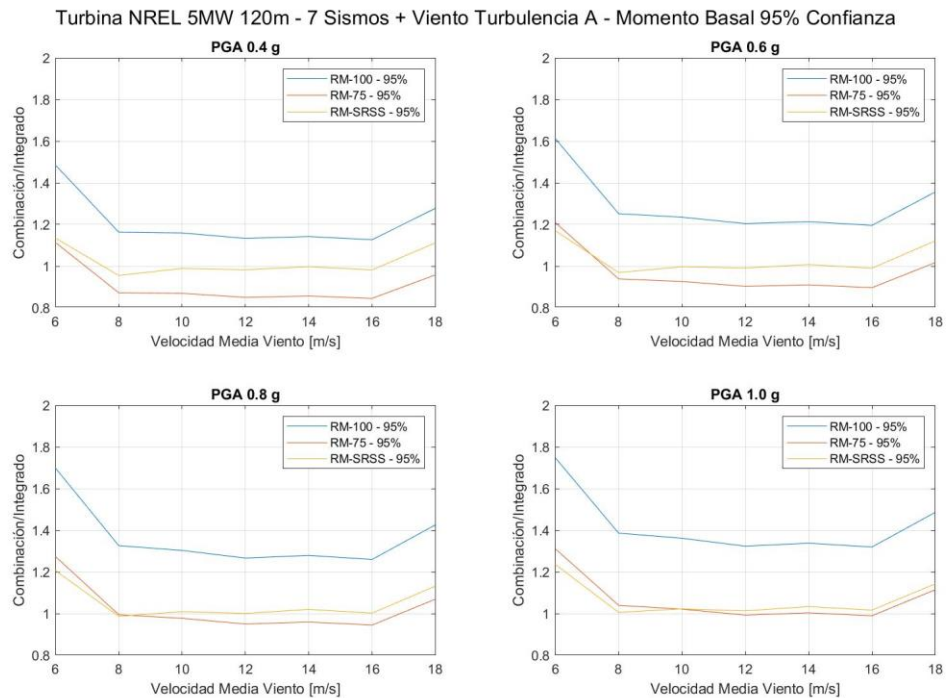 Turbina NREL 5MW 120m - 7 Sismos + Viento Turbulencia A - Momento Basal 95% Confianza
PGA 0.4 g
2
1.8
1.6
1.4
1.2
1
0.8
Combinación/Integrado
RM-100 - 95%
RM-75 - 95%
RM-SRSS - 95%
6 8 10 12 14 16 18
Velocidad Media Viento [m/s]
PGA 0.6 g
2
1.8
1.6
1.4
1.2
1
0.8
Combinación/Integrado
RM-100 - 95%
RM-75 - 95%
RM-SRSS - 95%
6 8 10 12 14 16 18
Velocidad Media Viento [m/s]
PGA 0.8 g
2
1.8
1.6
1.4
1.2
1
0.8
Combinación/Integrado
RM-100 - 95%
RM-75 - 95%
RM-SRSS - 95%
6 8 10 12 14 16 18
Velocidad Media Viento [m/s]
PGA 1.0 g
2
1.8
1.6
1.4
1.2
1
0.8
Combinación/Integrado
RM-100 - 95%
RM-75 - 95%
RM-SRSS - 95%
6 8 10 12 14 16 18
Velocidad Media Viento [m/s]